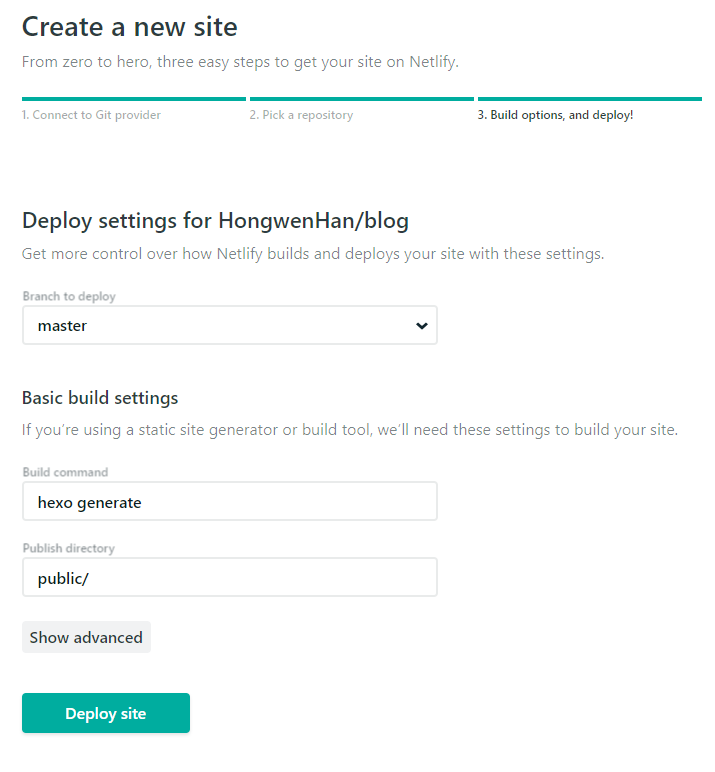 Create a new site
From zero to hero, three easy steps to get your site on Netlify.
1. Connect to Git provider
2. Pick a repository
3. Build options, and deploy!
Deploy settings for HongwenHan/blog
Get more control over how Netlify builds and deploys your site with these settings.
Branch to deploy
master
Basic build settings
If you’re using a static site generator or build tool, we’ll need these settings to build your site.
Build command
hexo generate
Publish directory
public/
Show advanced
Deploy site